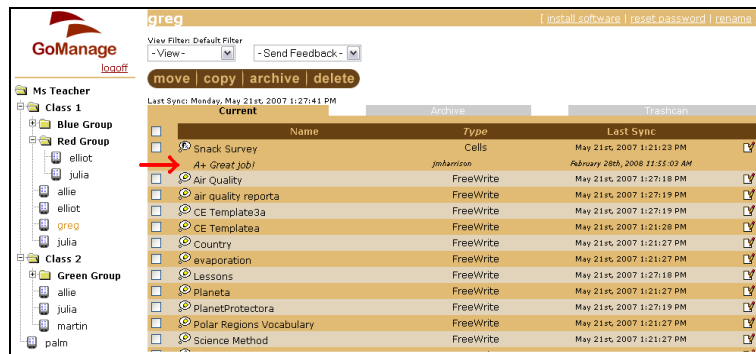 GoManage
logoff
Ms Teacher
Class 1
Blue Group
Red Group
elliot
julia
allie
elliot
greg
julia
Class 2
Green Group
allie
julia
martin
palm
greg
[ install software | reset password | rename
View Filter: Default Filter
-View- -Send Feedback-
move | copy | archive | delete
Last Sync: Monday, May 21st, 2007 1:27:41 PM
Current Archive Trashcan
Name Type Last Sync
Snack Survey Cells May 21st, 2007 1:21:23 PM
A+ Great job! jmharrison February 28th, 2008 11:55:03 AM
Air Quality FreeWrite May 21st, 2007 1:27:18 PM
air quality reporta FreeWrite May 21st, 2007 1:27:19 PM
CE Template3a FreeWrite May 21st, 2007 1:27:19 PM
CE Templatea FreeWrite May 21st, 2007 1:21:28 PM
Country FreeWrite May 21st, 2007 1:21:27 PM
evaporation FreeWrite May 21st, 2007 1:21:27 PM
Lessons FreeWrite May 21st, 2007 1:27:18 PM
Planeta FreeWrite May 21st, 2007 1:21:27 PM
PlanetProtectora FreeWrite May 21st, 2007 1:27:19 PM
Polar Regions Vocabulary FreeWrite May 21st, 2007 1:21:27 PM
Science Method FreeWrite May 21st, 2007 1:21:27 PM